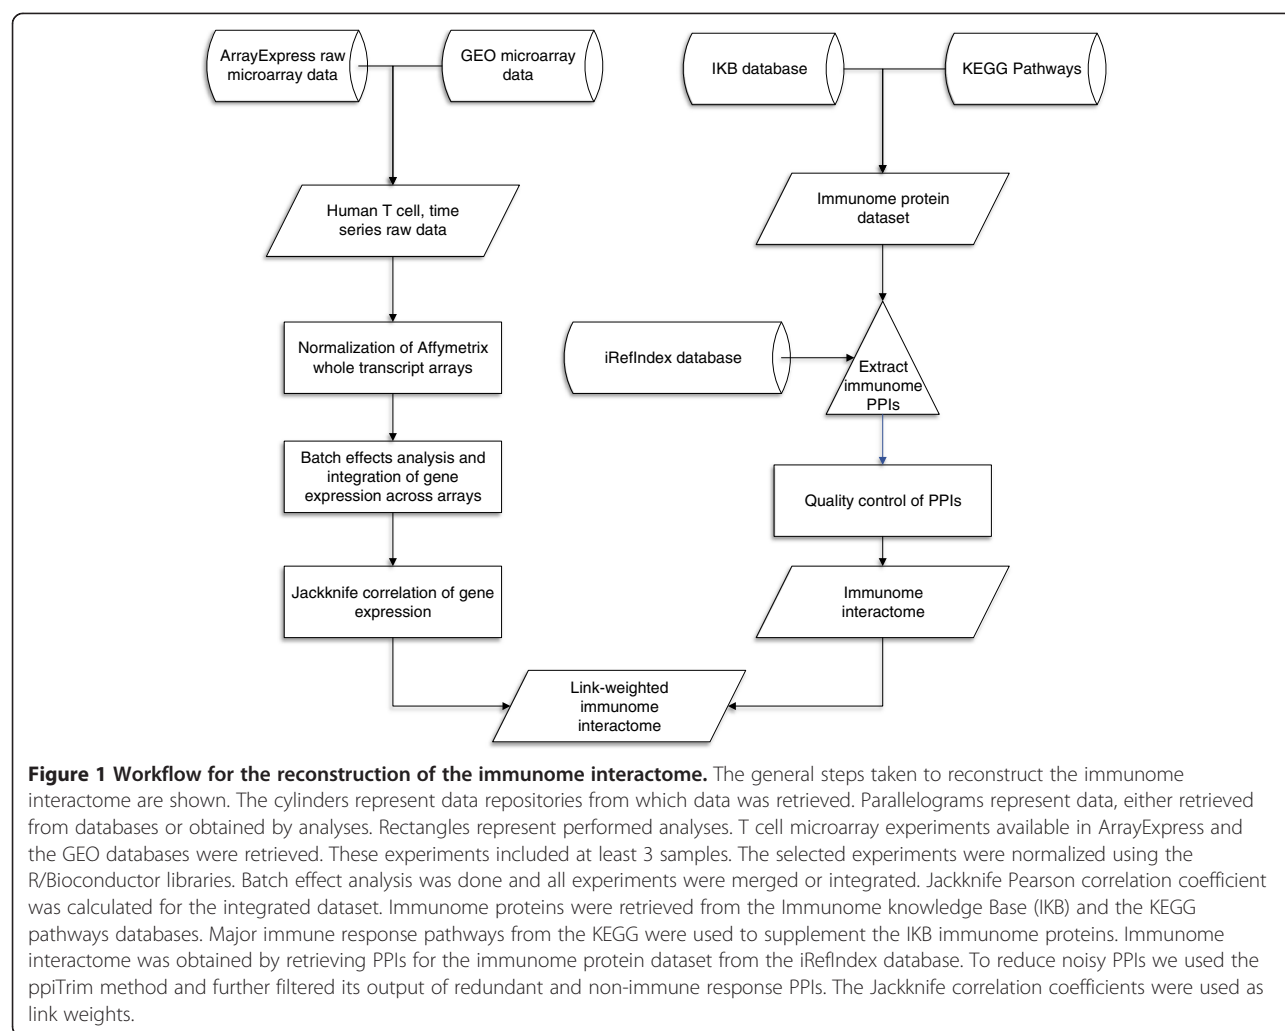 ArrayExpress raw
microarray data
GEO microarray
data
IKB database
KEGG Pathways
Human T cell, time
series raw data
Immunome protein
dataset
Normalization of Affymetrix
whole transcript arrays
iRefIndex database
Extract
immunome
PPIs
Batch effects analysis and
integration of gene
expression across arrays
Quality control of PPIs
Jackknife correlation of gene
expression
Immunome
interactome
Link-weighted
immunome
interactome
Figure 1 Workflow for the reconstruction of the immunome interactome. The general steps taken to reconstruct the immunome
interactome are shown. The cylinders represent data repositories from which data was retrieved. Parallelograms represent data, either retrieved
from databases or obtained by analyses. Rectangles represent performed analyses. T cell microarray experiments available in ArrayExpress and
the GEO databases were retrieved. These experiments included at least 3 samples. The selected experiments were normalized using the
R/Bioconductor libraries. Batch effect analysis was done and all experiments were merged or integrated. Jackknife Pearson correlation coefficient
was calculated for the integrated dataset. Immunome proteins were retrieved from the Immunome knowledge Base (IKB) and the KEGG
pathways databases. Major immune response pathways from the KEGG were used to supplement the IKB immunome proteins. Immunome
interactome was obtained by retrieving PPIs for the immunome protein dataset from the iRefIndex database. To reduce noisy PPIs we used the
ppiTrim method and further filtered its output of redundant and non-immune response PPIs. The Jackknife correlation coefficients were used as
link weights.